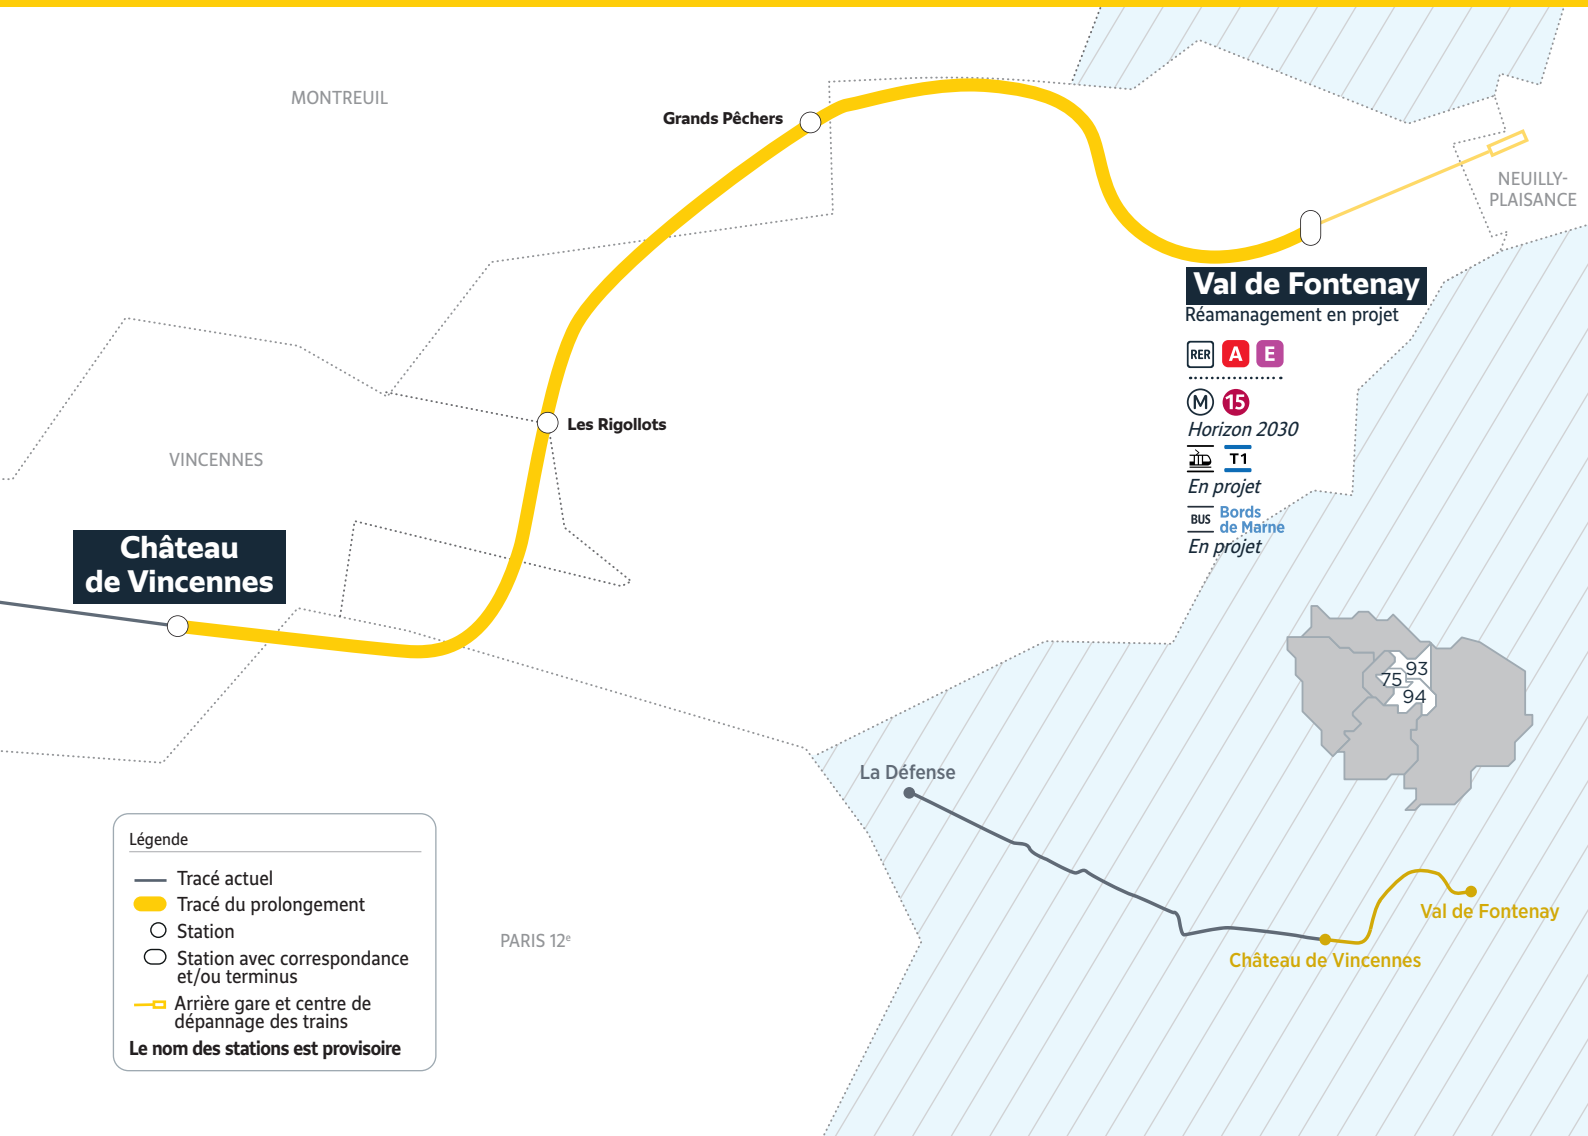 MONTREUIL
Grands Pêchers
NEUILLY-
PLAISANCE
Val de Fontenay
Réamanagement en projet
RER A E
M 15
Horizon 2030
T1
En projet
BUS Bords
de Marne
En projet
Les Rigollots
VINCENNES
Château
de Vincennes
93
75
94
La Défense
Val de Fontenay
Château de Vincennes
PARIS 12e
Légende
Tracé actuel
Tracé du prolongement
Station
Station avec correspondance
et/ou terminus
Arrière gare et centre de
dépannage des trains
Le nom des stations est provisoire